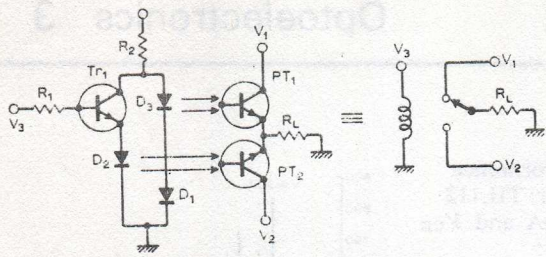 Optoelectronics 3
R2
V1
Tr1
PT1
R1
D3
V3
RL
D2
PT2
D1
V2
≡
V3
V1
RL
V2